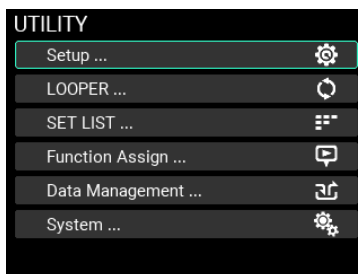 UTILITY
Setup ...
LOOPER ...
SET LIST ...
Function Assign ...
Data Management ...
System ...